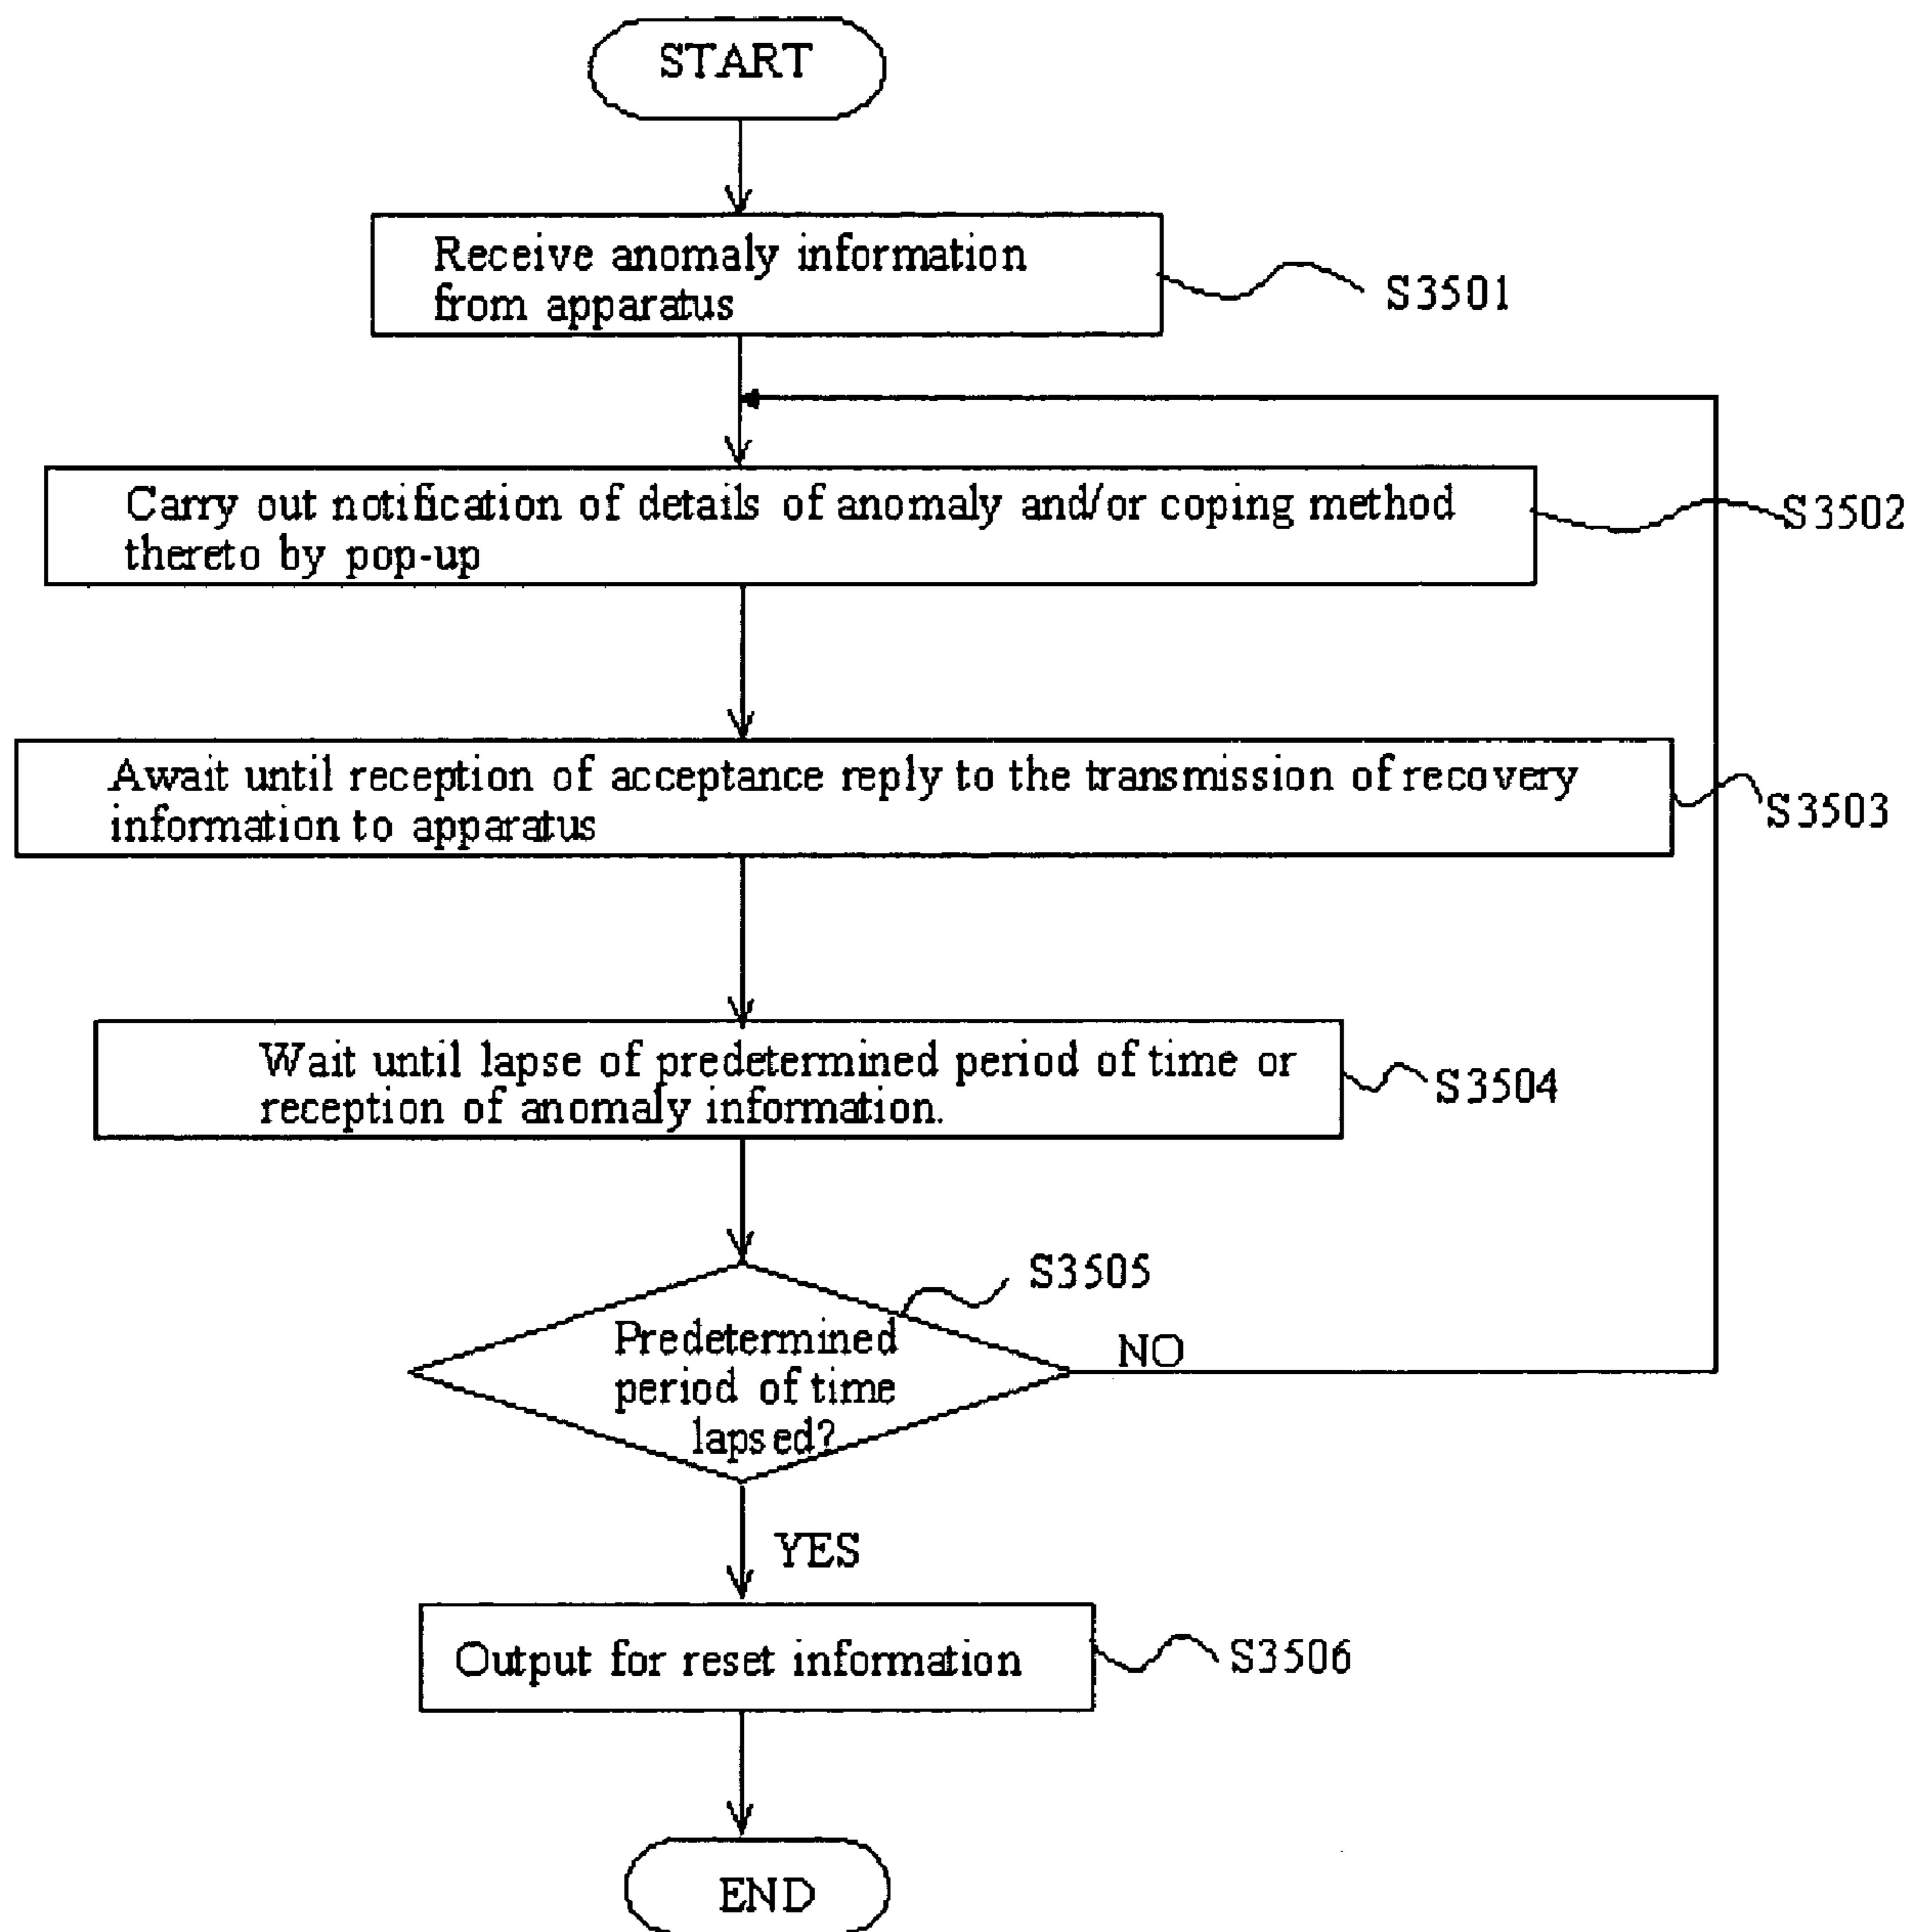 START
Receive anomaly information
from apparatus
S3501
Carry out notification of details of anomaly and/or coping method
thereto by pop-up
S3502
Await until reception of acceptance reply to the transmission of recovery
information to apparatus
S3503
Wait until lapse of predetermined period of time or
reception of anomaly information.
S3504
S3505
Predetermined
period of time
lapsed?
NO
YES
Output for reset information
S3506
END